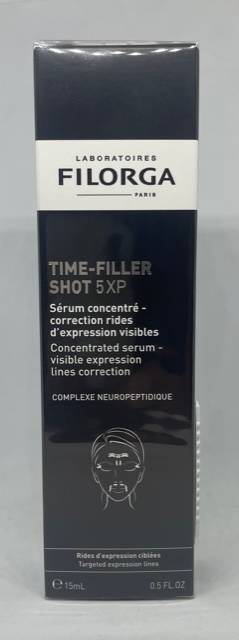 LABORATOIRES
FILORGA
PARIS
TIME-FILLER
SHOT 5XP
Sérum concentré -
correction rides
d'expression visibles
Concentrated serum -
visible expression
lines correction
COMPLEXE NEUROPEPTIDIQUE
Rides d'expression ciblées
Targeted expression lines
℮ 15mL 0.5 FL.OZ